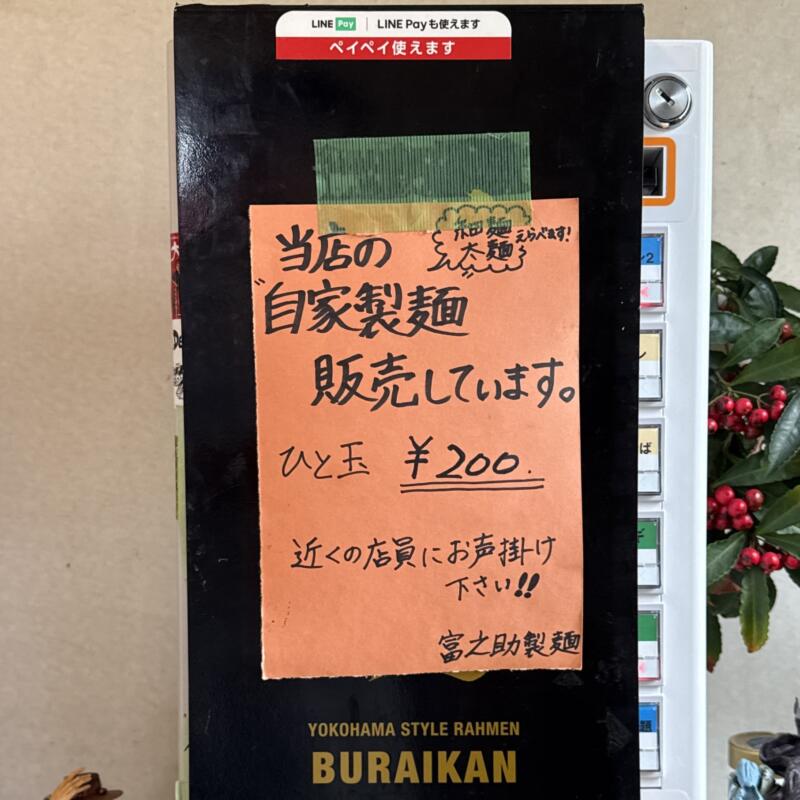 LINE Pay LINE Payも使えます
ペイペイ使えます
細麺
太麺
えらべます!
当店の
"自家製麺
販売しています。
ひと玉 ¥200.
近くの店員にお声掛け
下さい!!
富之助製麺
YOKOHAMA STYLE RAHMEN
BURAIKAN